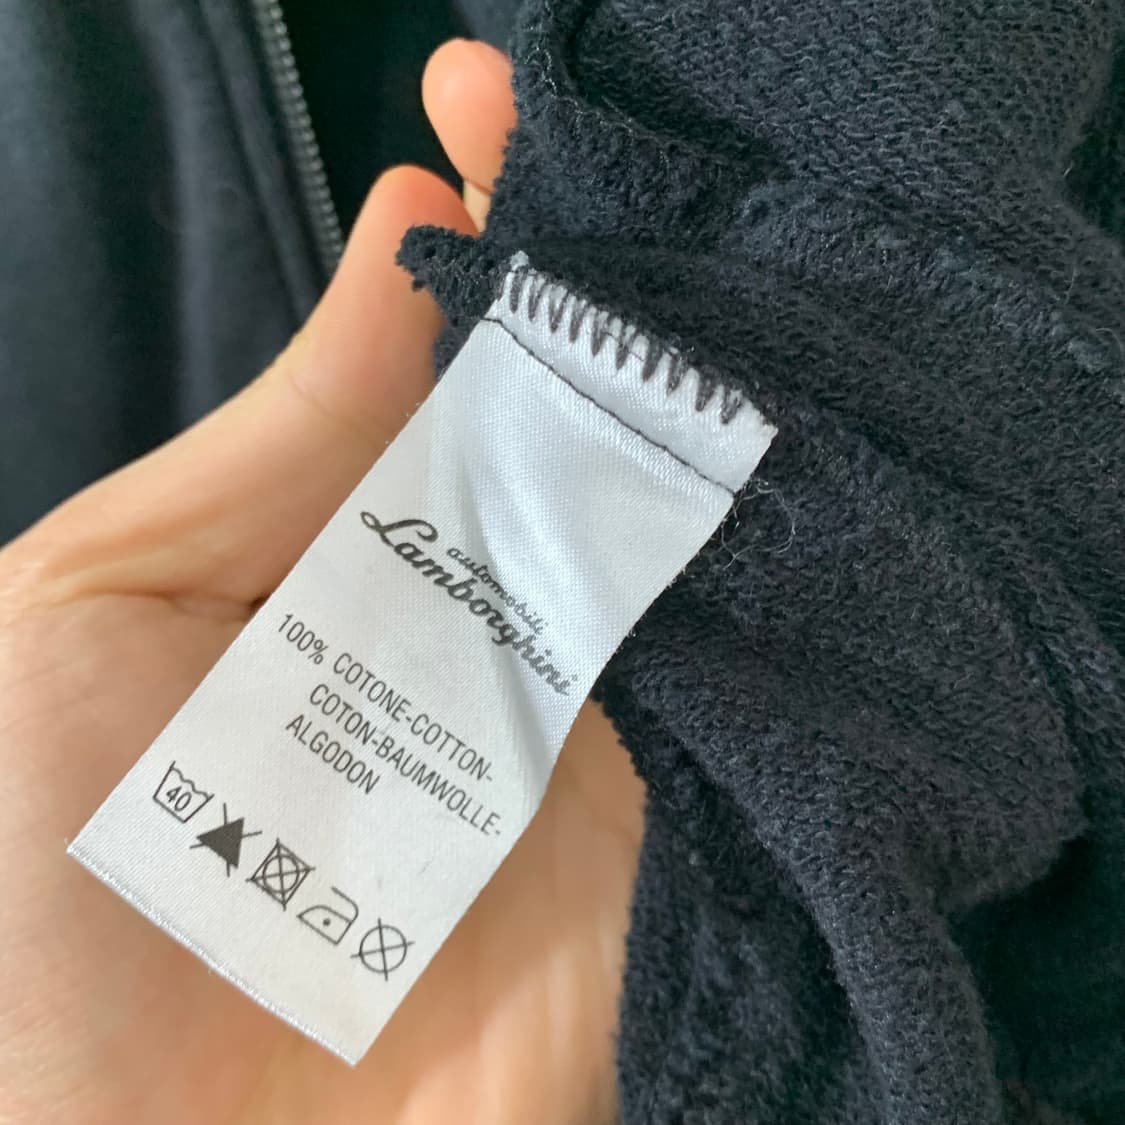 automobili
Lamborghini
100% COTONE-COTTON-
COTON-BAUMWOLLE-
ALGODON
40